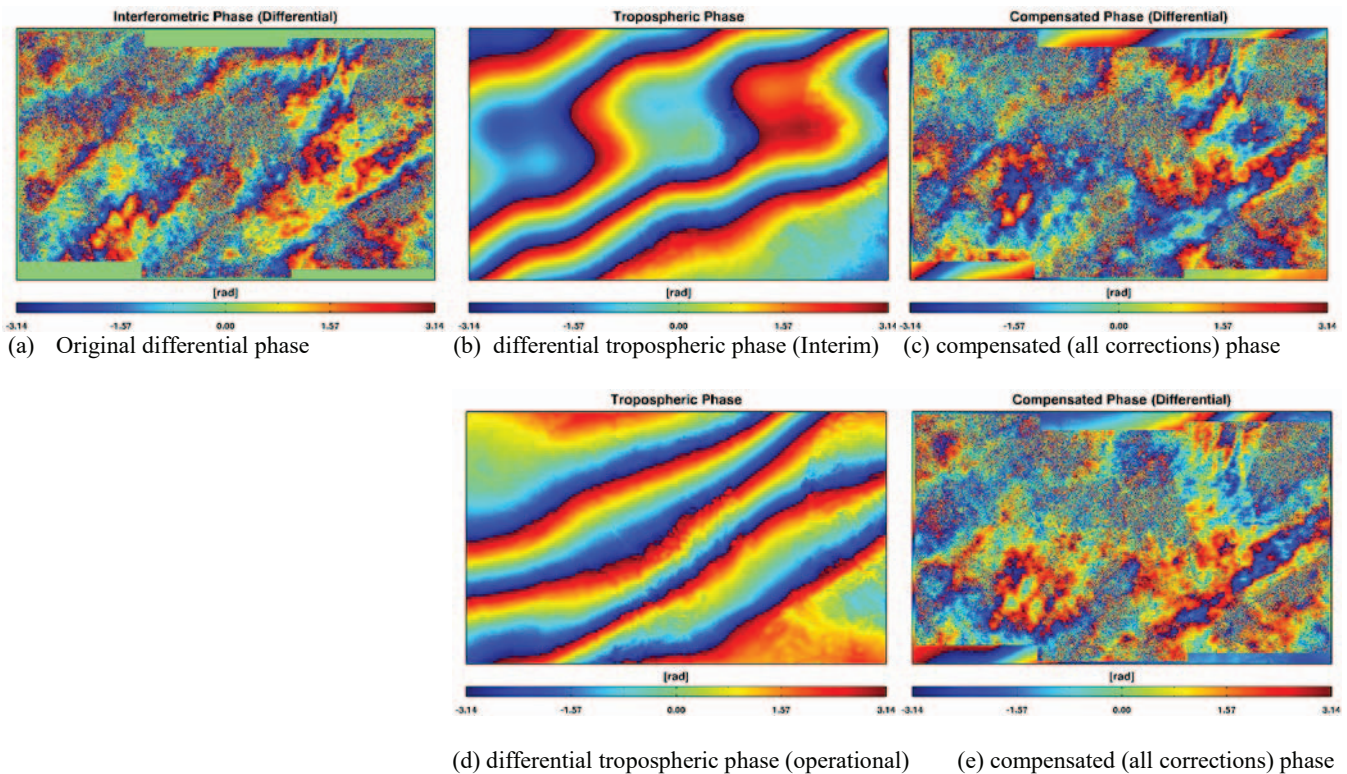 Interferometric Phase (Differential)
Tropospheric Phase
Compensated Phase (Differential)
[rad]
[rad]
[rad]
-3.14 -1.57 0.00 1.57 3.14
-3.14 -1.57 0.00 1.57 3.14
-3.14 -1.57 0.00 1.57 3.14
(a) Original differential phase
(b) differential tropospheric phase (Interim)
(c) compensated (all corrections) phase
Tropospheric Phase
Compensated Phase (Differential)
[rad]
[rad]
-3.14 -1.57 0.00 1.57 3.14
-3.14 -1.57 0.00 1.57 3.14
(d) differential tropospheric phase (operational)
(e) compensated (all corrections) phase